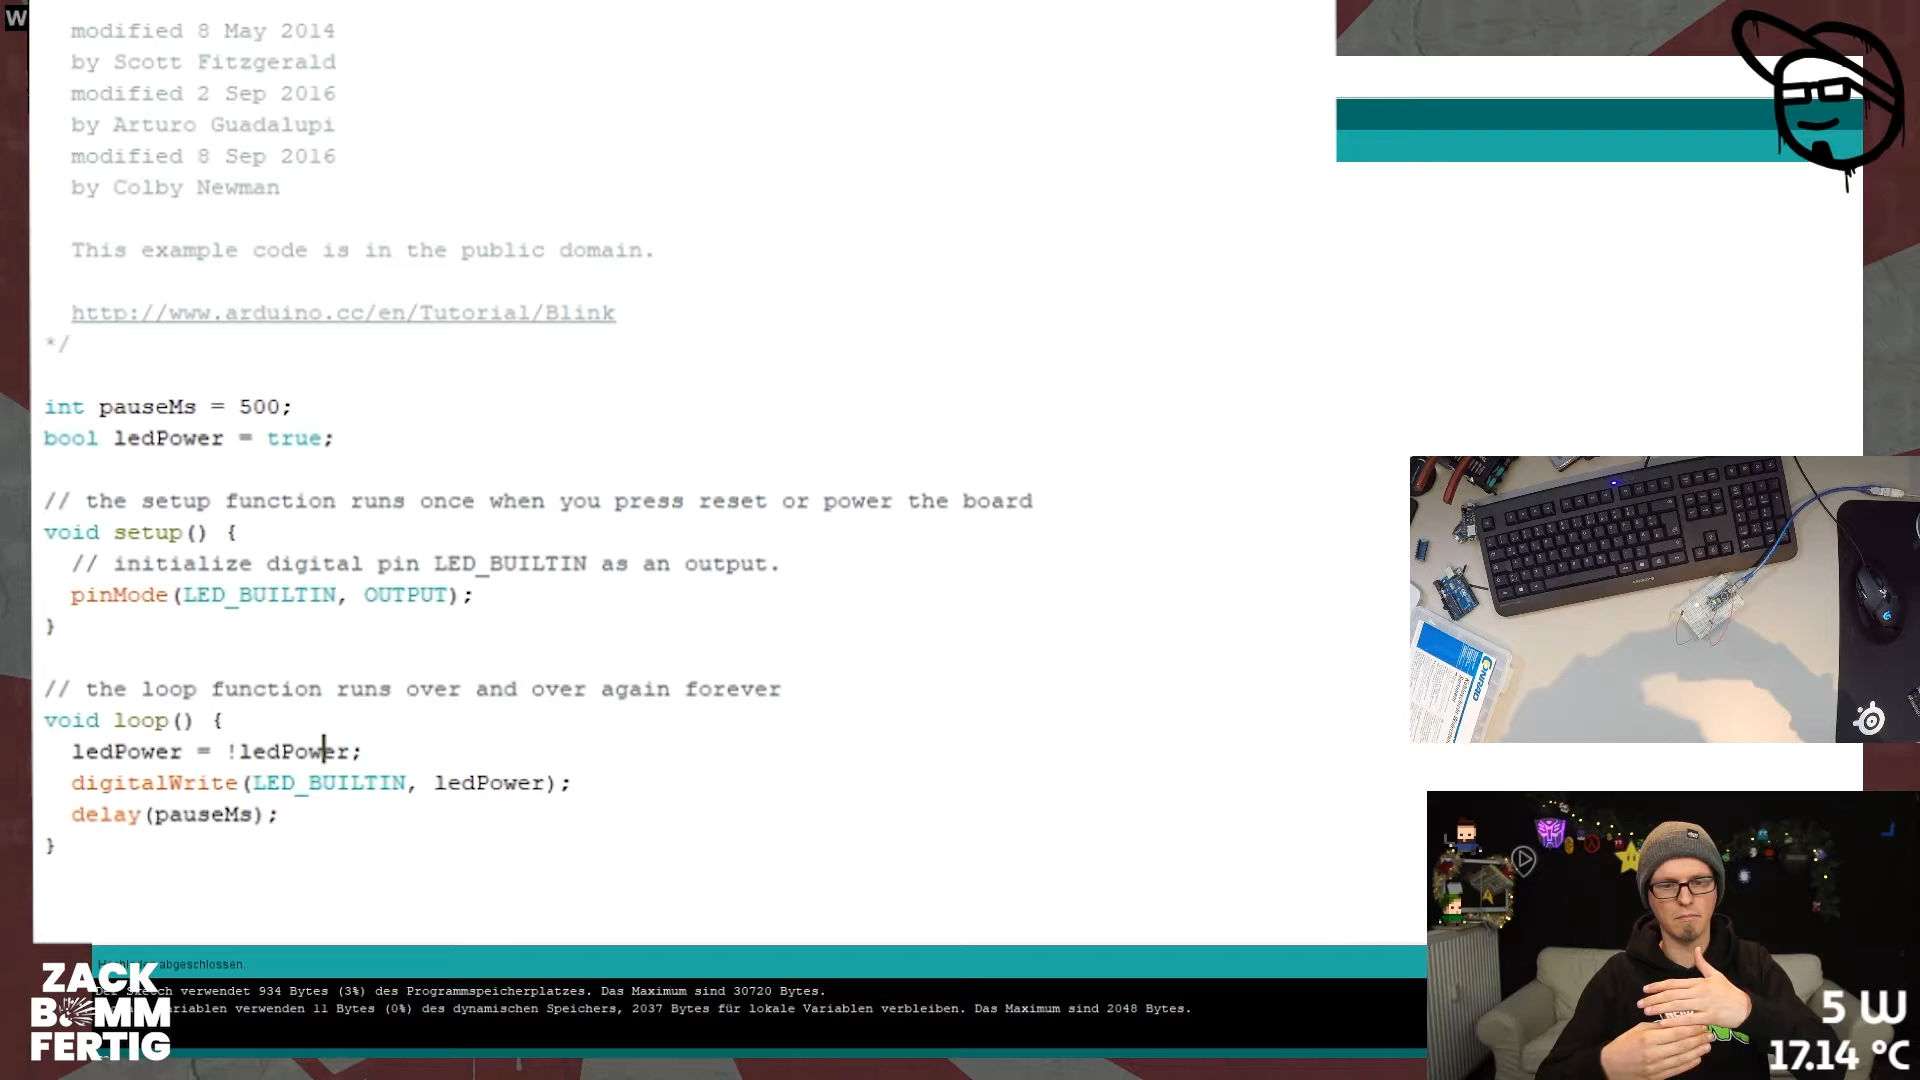 W
modified 8 May 2014
by Scott Fitzgerald
modified 2 Sep 2016
by Arturo Guadalupi
modified 8 Sep 2016
by Colby Newman
This example code is in the public domain.
http://www.arduino.cc/en/Tutorial/Blink
*/
int pauseMs = 500;
bool ledPower = true;
// the setup function runs once when you press reset or power the board
void setup() {
// initialize digital pin LED_BUILTIN as an output.
pinMode(LED_BUILTIN, OUTPUT);
}
// the loop function runs over and over again forever
void loop() {
ledPower = !ledPower;
digitalWrite(LED_BUILTIN, ledPower);
delay(pauseMs);
}
abgeschlossen.
Sketch verwendet 934 Bytes (3%) des Programmspeicherplatzes. Das Maximum sind 30720 Bytes.
verwenden 11 Bytes (0%) des dynamischen Speichers, 2037 Bytes für lokale Variablen verbleiben. Das Maximum sind 2048 Bytes.
ZACK
BOMM
FERTIG
CONRAD
5 W
17.14 °C